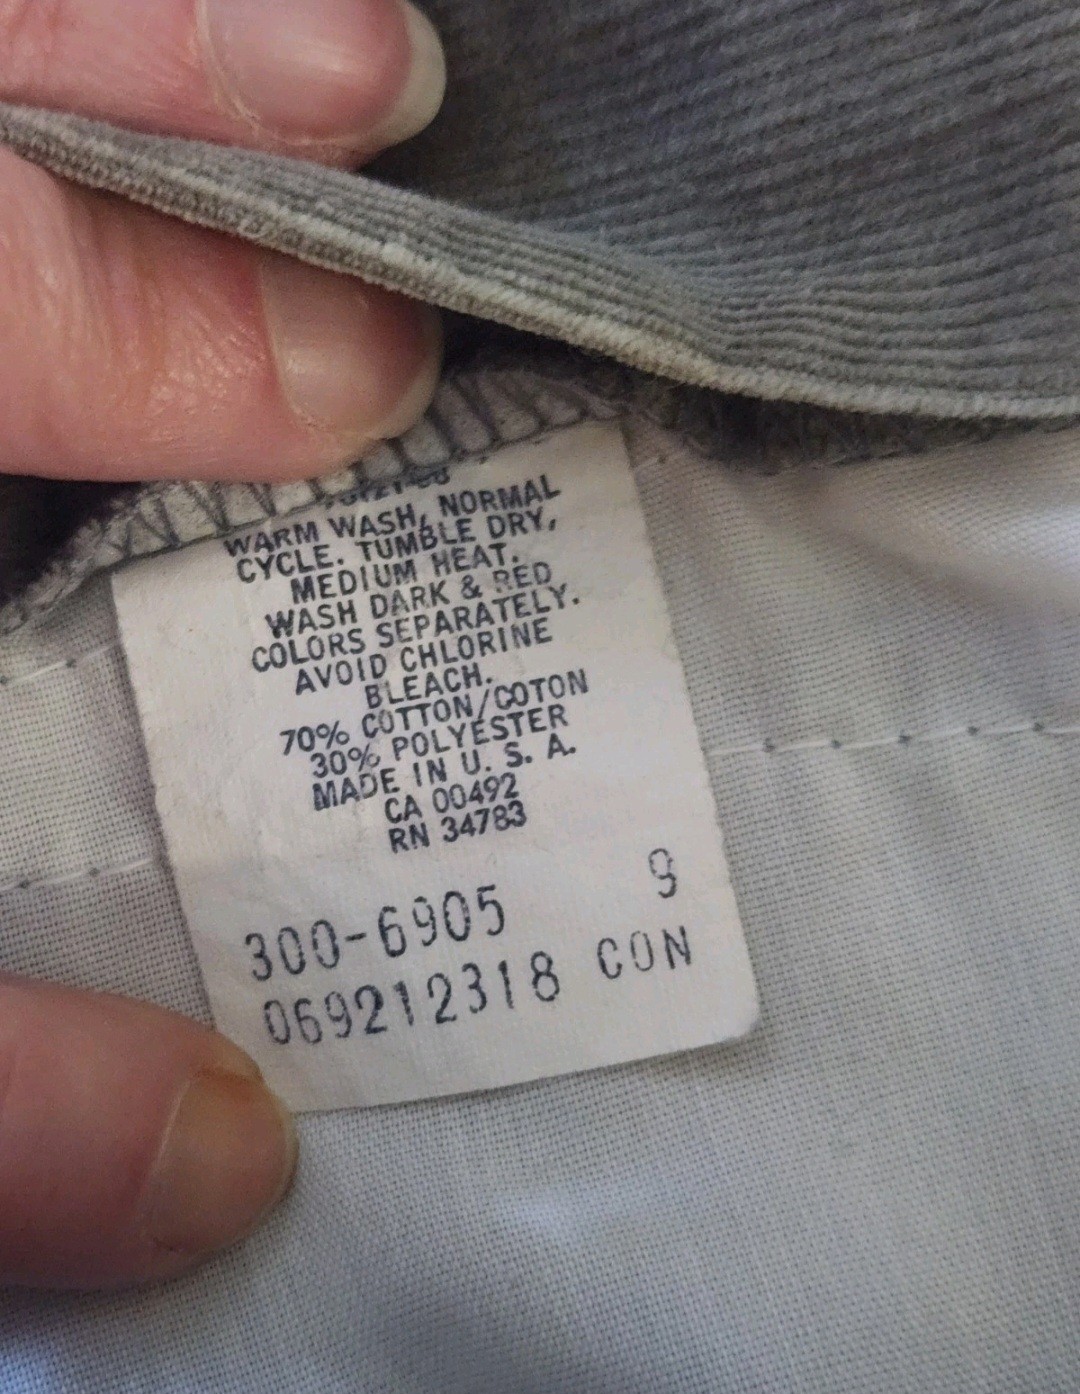 WARM WASH, NORMAL
CYCLE. TUMBLE DRY,
MEDIUM HEAT.
WASH DARK & RED
COLORS SEPARATELY.
AVOID CHLORINE
BLEACH.
70% COTTON/COTON
30% POLYESTER
MADE IN U. S. A.
CA 00492
RN 34783
300-6905 9
069212318 CON